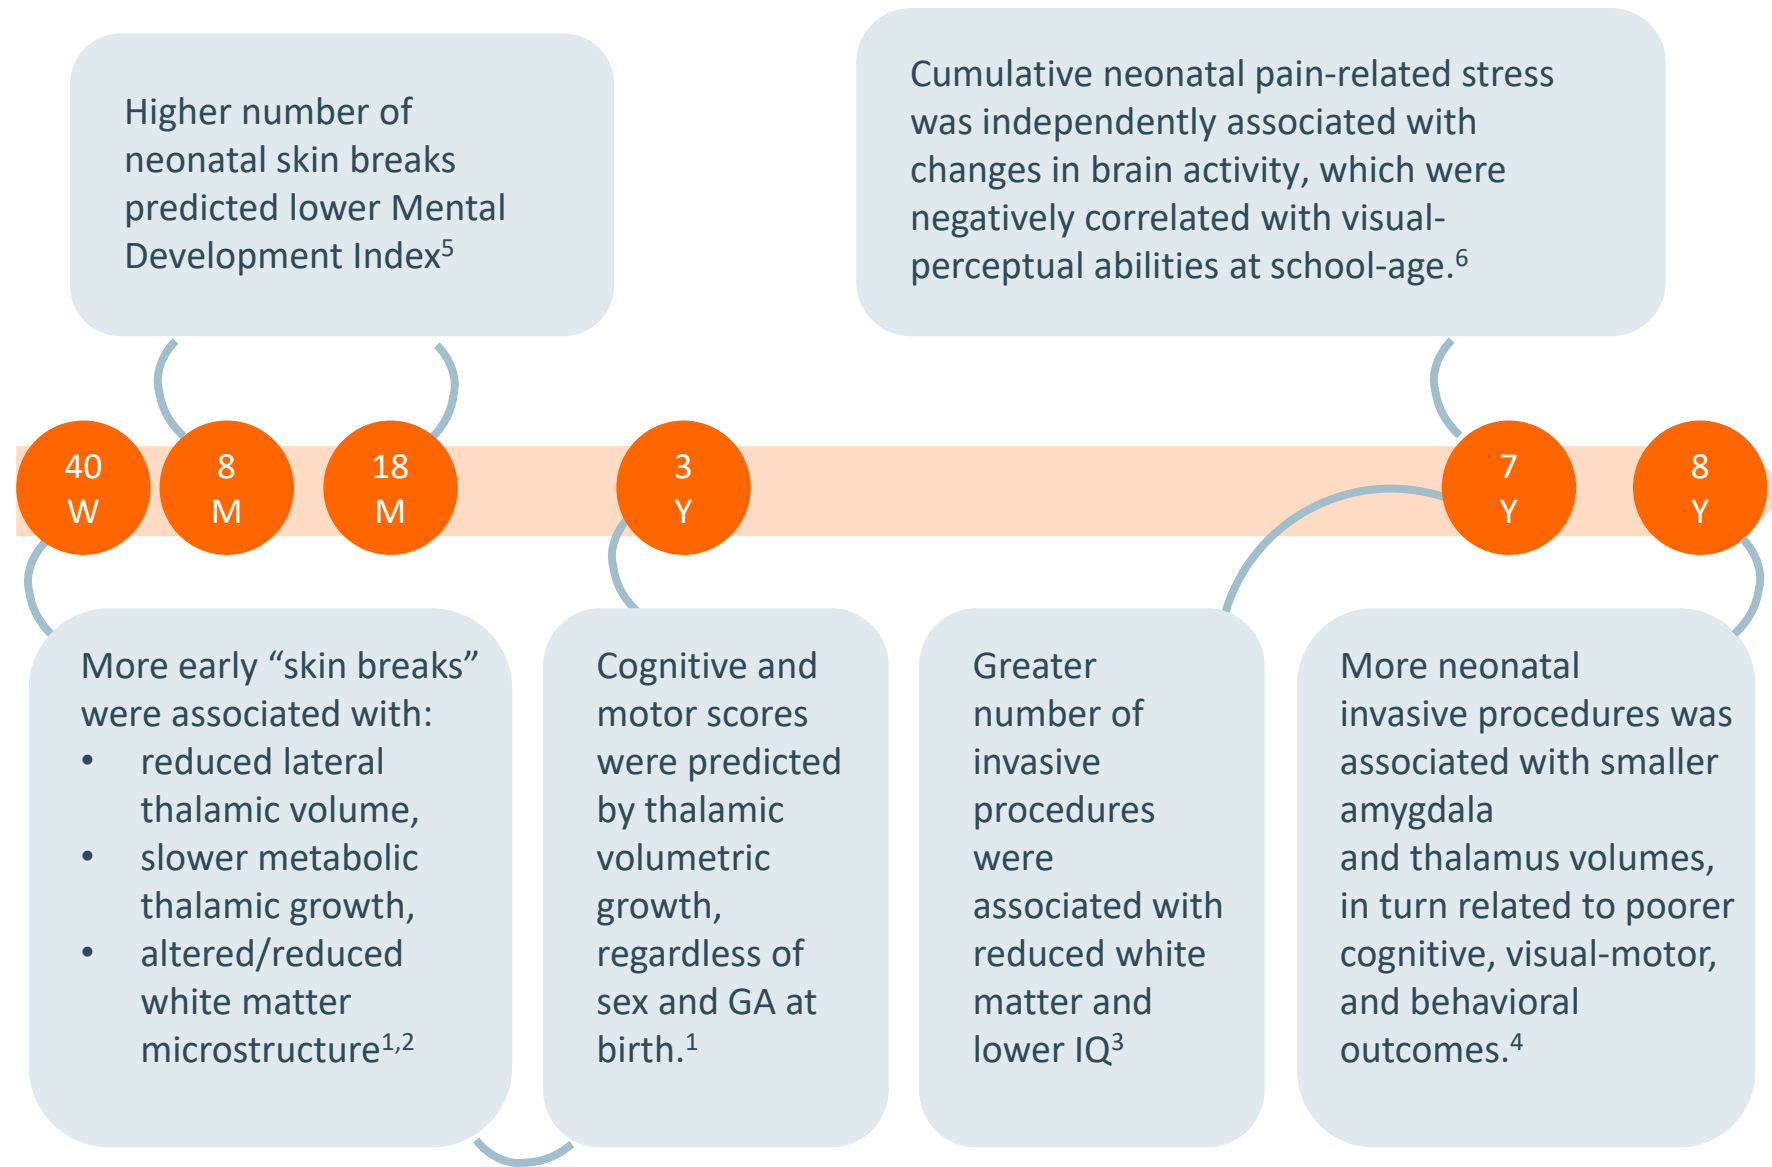 Higher number of
neonatal skin breaks
predicted lower Mental
Development Index⁵
Cumulative neonatal pain-related stress
was independently associated with
changes in brain activity, which were
negatively correlated with visual-
perceptual abilities at school-age.⁶
40
W
8
M
18
M
3
Y
7
Y
8
Y
More early “skin breaks”
were associated with:
• reduced lateral
thalamic volume,
• slower metabolic
thalamic growth,
• altered/reduced
white matter
microstructure¹,²
Cognitive and
motor scores
were predicted
by thalamic
volumetric
growth,
regardless of
sex and GA at
birth.¹
Greater
number of
invasive
procedures
were
associated with
reduced white
matter and
lower IQ³
More neonatal
invasive procedures was
associated with smaller
amygdala
and thalamus volumes,
in turn related to poorer
cognitive, visual-motor,
and behavioral
outcomes.⁴